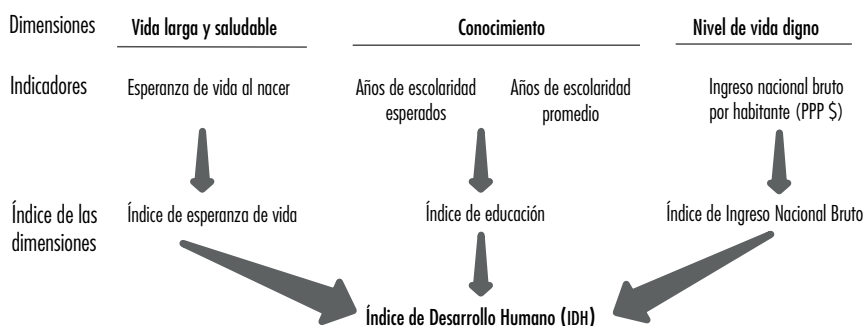 Dimensiones Vida larga y saludable Conocimiento Nivel de vida digno
Indicadores Esperanza de vida al nacer Años de escolaridad Años de escolaridad Ingreso nacional bruto
esperados promedio por habitante (PPP $)
Índice de las Índice de esperanza de vida Índice de educación Índice de Ingreso Nacional Bruto
dimensiones
Índice de Desarrollo Humano (IDH)